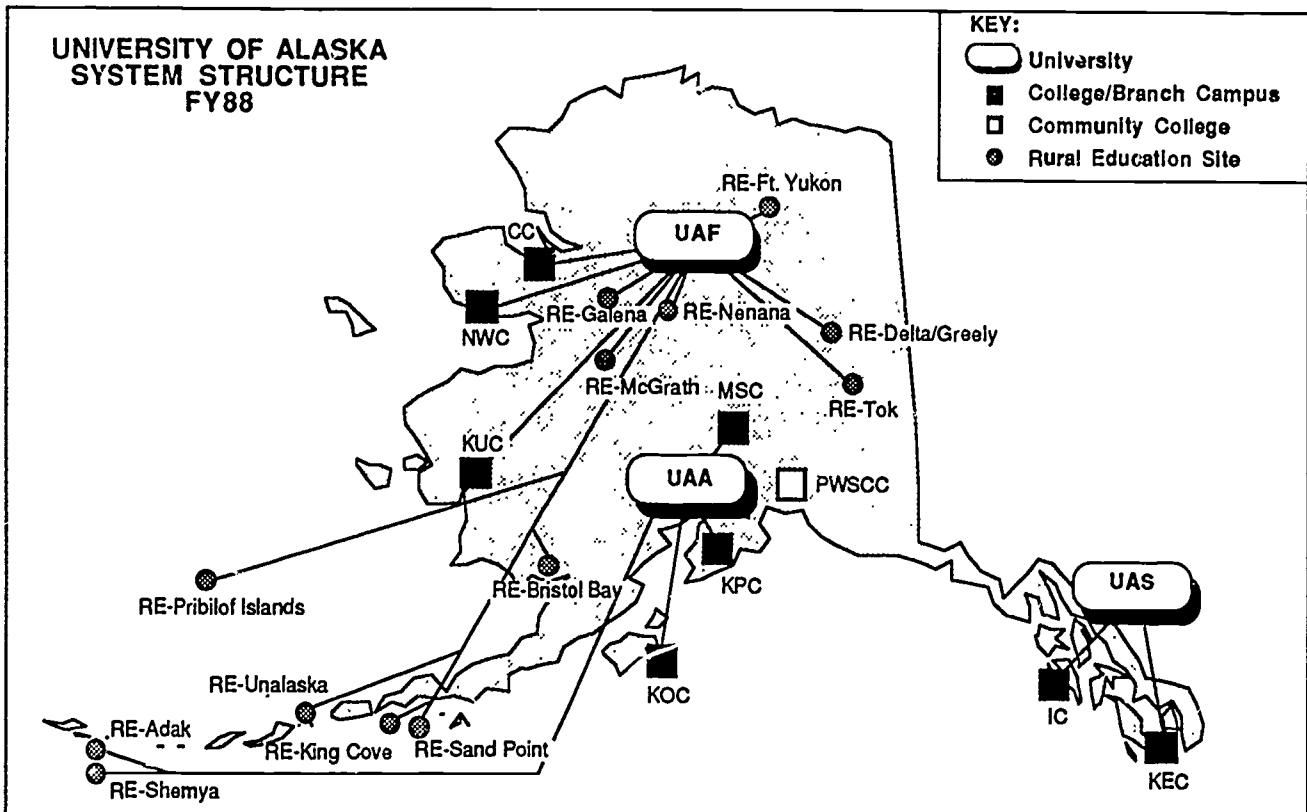 UNIVERSITY OF ALASKA
SYSTEM STRUCTURE
FY88
KEY:
University
College/Branch Campus
Community College
Rural Education Site
RE-Ft. Yukon
UAF
CC
NWC
RE-Galena
RE-Nenana
RE-Delta/Greely
RE-McGrath
MSC
RE-Tok
KUC
UAA
PWSCC
RE-Pribilof Islands
RE-Bristol Bay
KPC
UAS
RE-Unalaska
KOC
IC
RE-Adak
RE-King Cove
RE-Sand Point
RE-Shemya
KEC